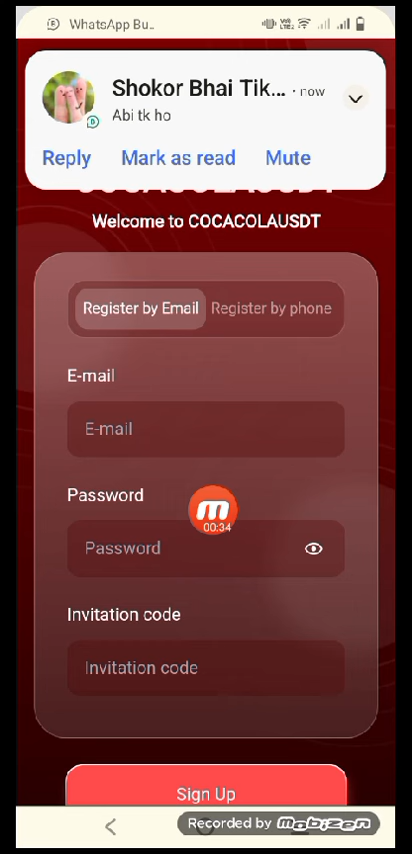 WhatsApp Bu..
Shokor Bhai Tik... · now
Abi tk ho
Reply Mark as read Mute
COCACOLAUSDT
Welcome to COCACOLAUSDT
Register by Email Register by phone
E-mail
E-mail
Password
00:34
Password
Invitation code
Invitation code
Sign Up
Recorded by mobizen